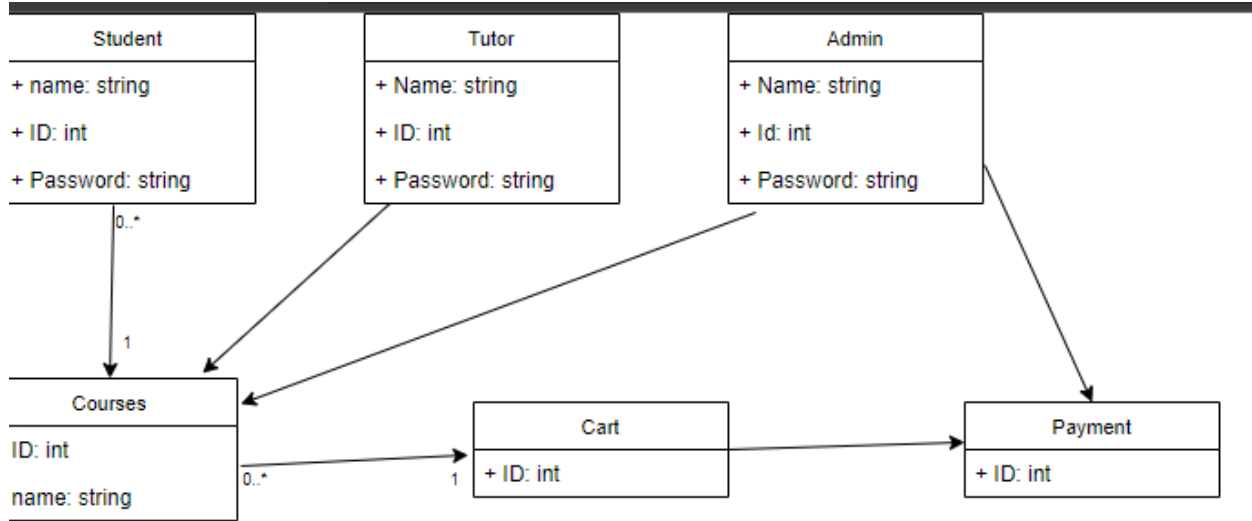 Student
+ name: string
+ ID: int
+ Password: string
Tutor
+ Name: string
+ ID: int
+ Password: string
Admin
+ Name: string
+ Id: int
+ Password: string
0..*
1
Courses
ID: int
name: string
0..*
1
Cart
+ ID: int
Payment
+ ID: int